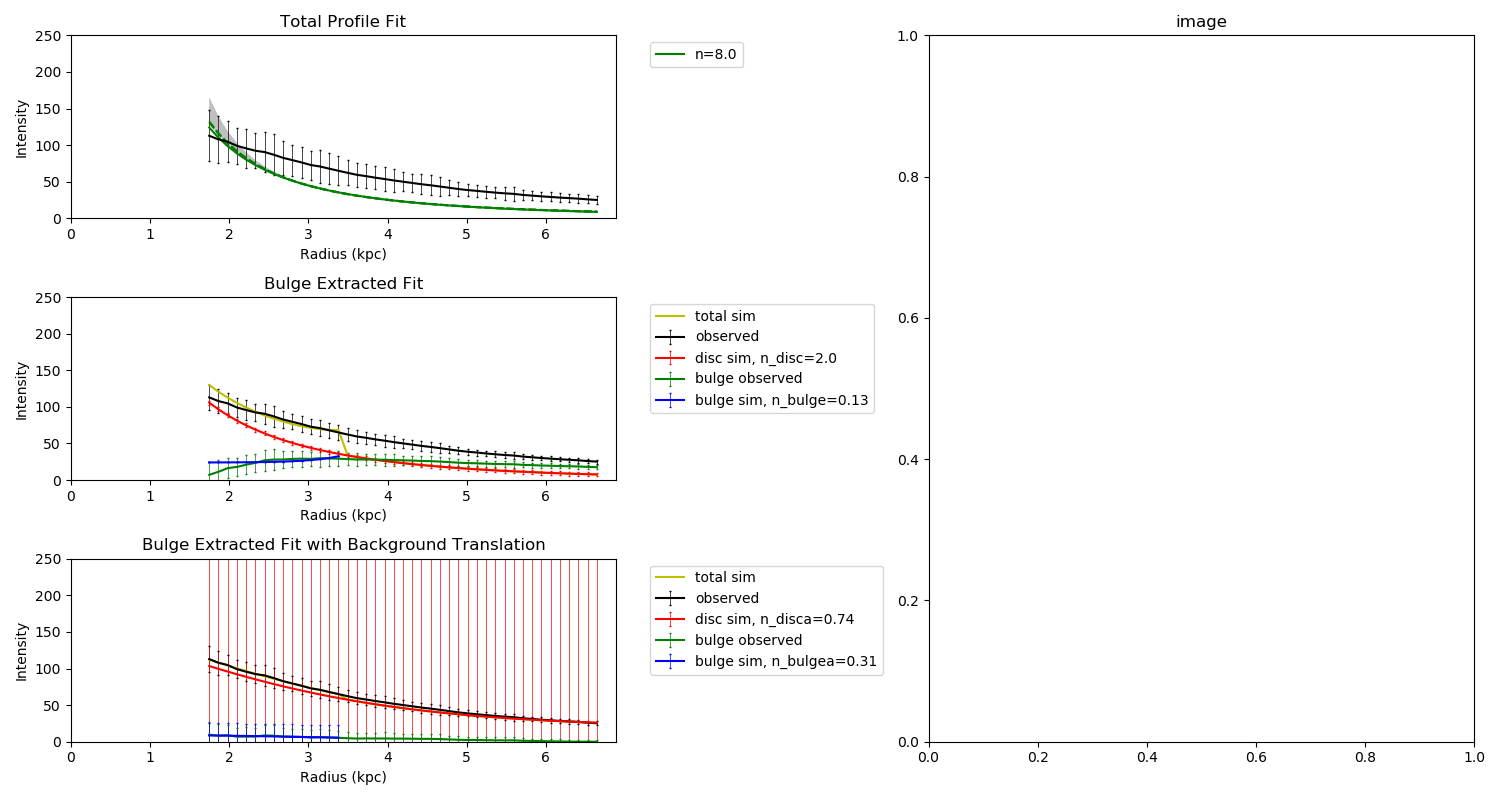 Total Profile Fit
250
200
150
100
50
0
Intensity
0 1 2 3 4 5 6
Radius (kpc)
n=8.0
Bulge Extracted Fit
250
200
150
100
50
0
Intensity
0 1 2 3 4 5 6
Radius (kpc)
total sim
observed
disc sim, n_disc=2.0
bulge observed
bulge sim, n_bulge=0.13
Bulge Extracted Fit with Background Translation
250
200
150
100
50
0
Intensity
0 1 2 3 4 5 6
Radius (kpc)
total sim
observed
disc sim, n_disca=0.74
bulge observed
bulge sim, n_bulgea=0.31
image
1.0
0.8
0.6
0.4
0.2
0.0
0.0 0.2 0.4 0.6 0.8 1.0